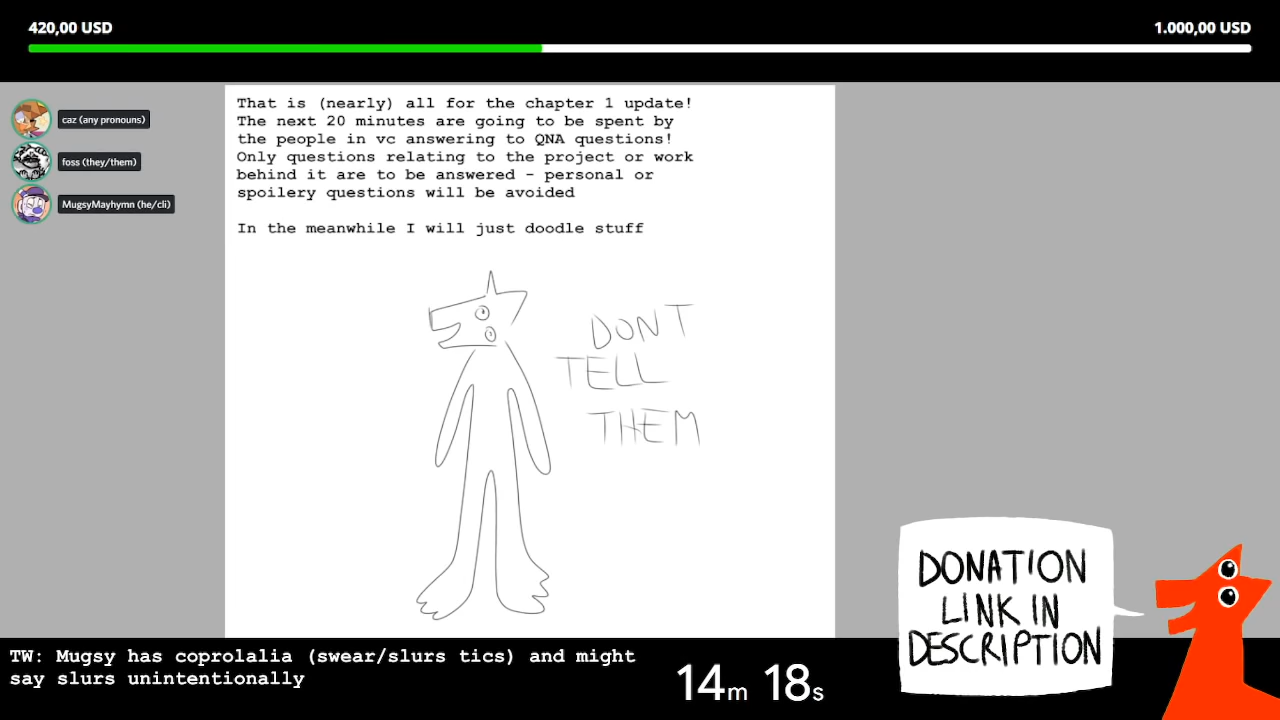 420,00 USD
1.000,00 USD
caz (any pronouns)
foss (they/them)
MugsyMayhymn (he/cli)
That is (nearly) all for the chapter 1 update!
The next 20 minutes are going to be spent by
the people in vc answering to QNA questions!
Only questions relating to the project or work
behind it are to be answered - personal or
spoilery questions will be avoided
In the meanwhile I will just doodle stuff
DONT
TELL
THEM
DONATION
LINK IN
DESCRIPTION
TW: Mugsy has coprolalia (swear/slurs tics) and might
say slurs unintentionally
14m 18s